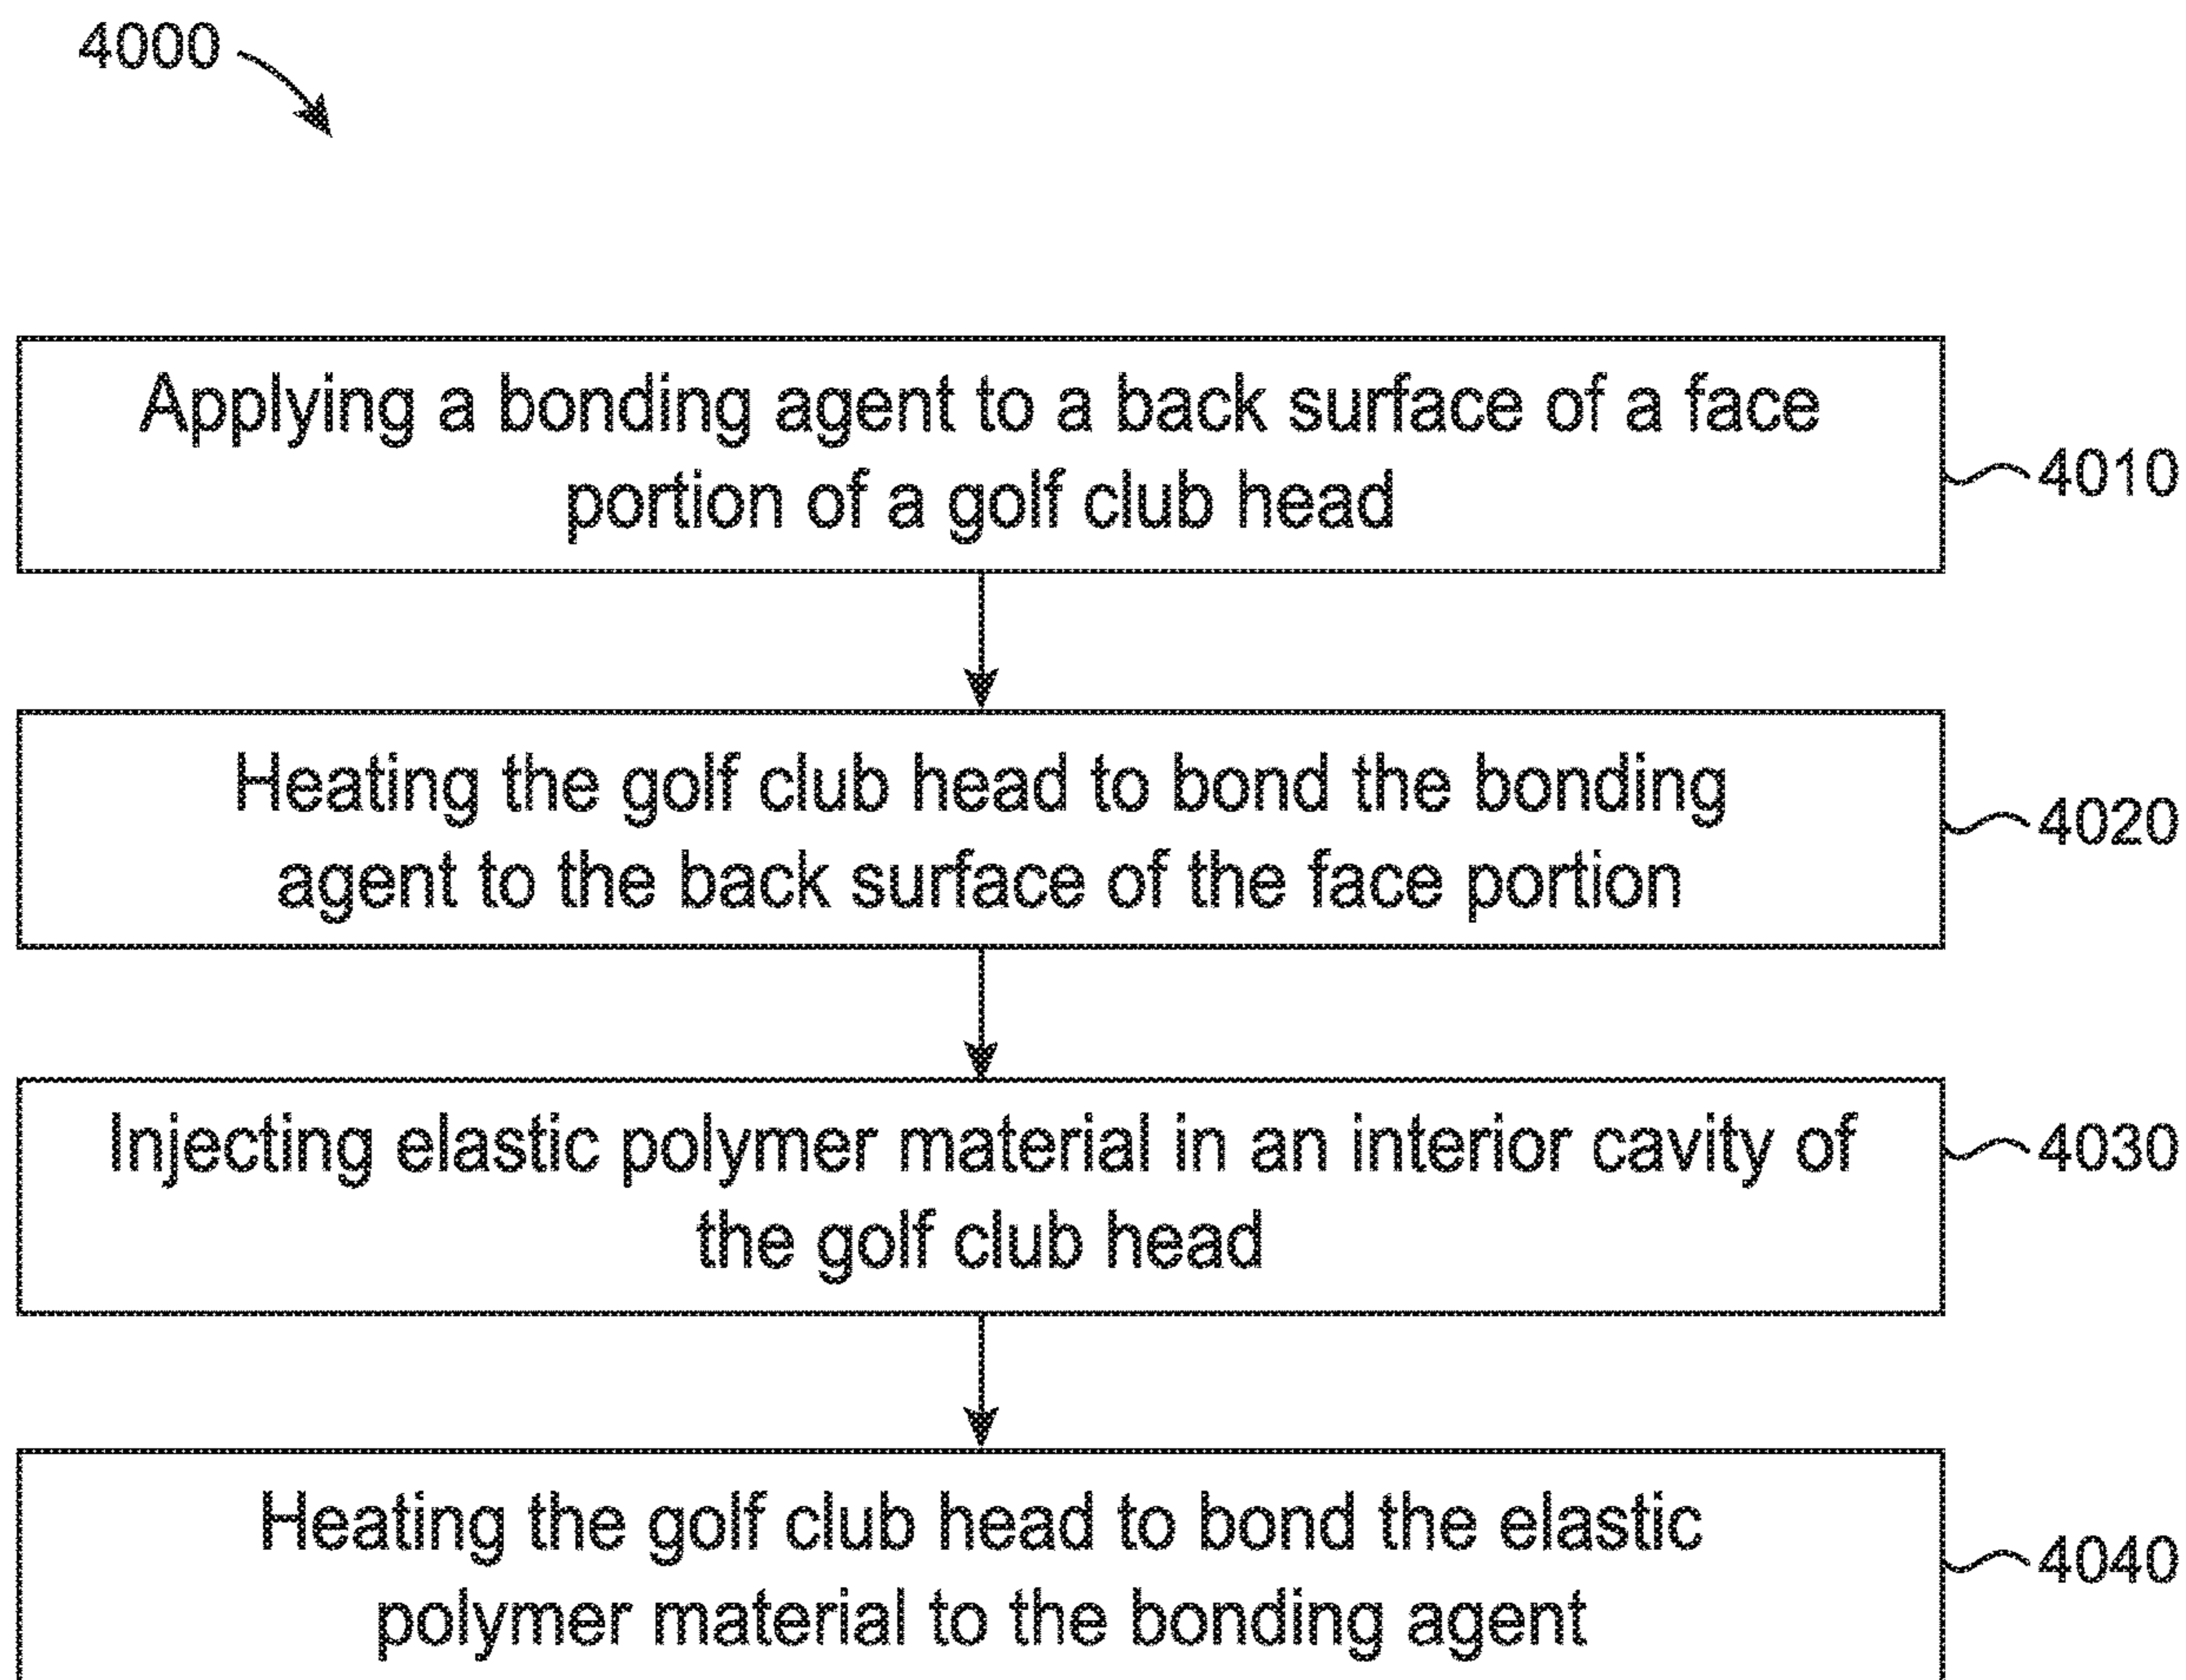 4000
Applying a bonding agent to a back surface of a face
portion of a golf club head
4010
Heating the golf club head to bond the bonding
agent to the back surface of the face portion
4020
Injecting elastic polymer material in an interior cavity of
the golf club head
4030
Heating the golf club head to bond the elastic
polymer material to the bonding agent
4040